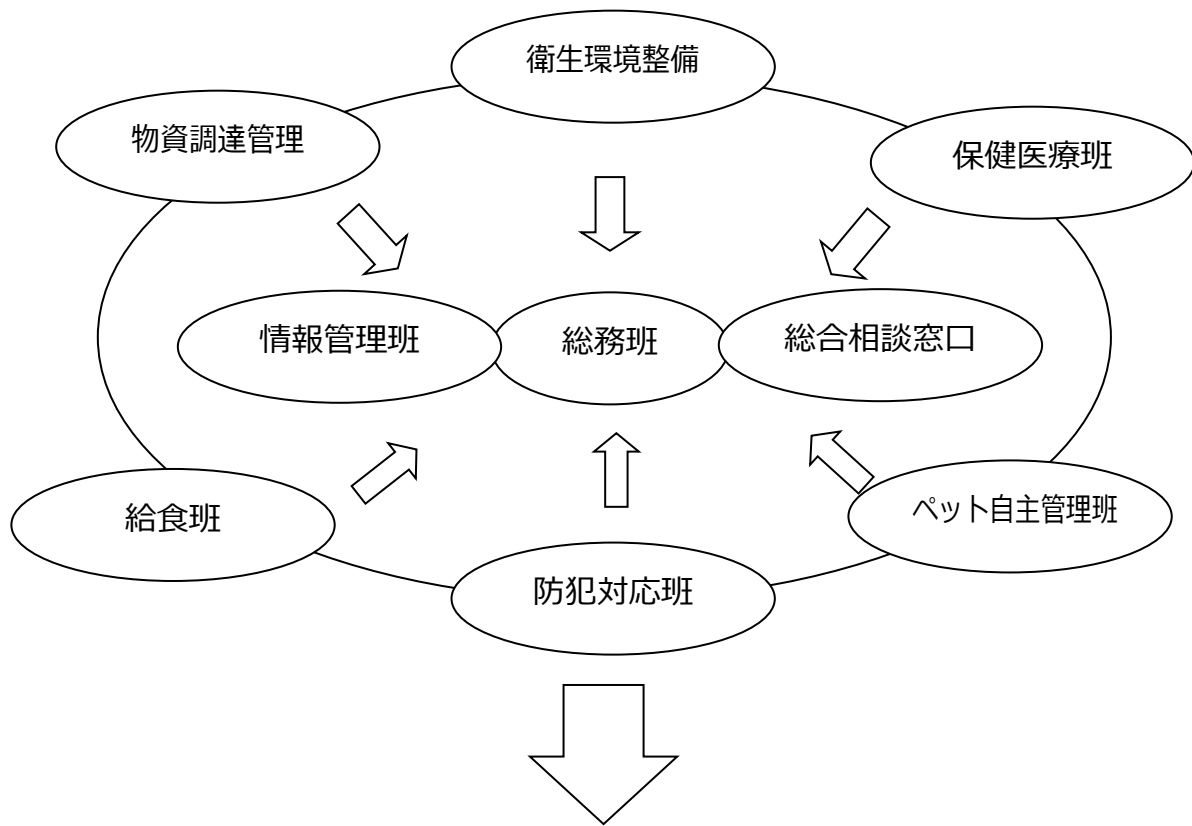 衛生環境整備
物資調達管理
保健医療班
情報管理班
総務班
総合相談窓口
給食班
ペット自主管理班
防犯対応班